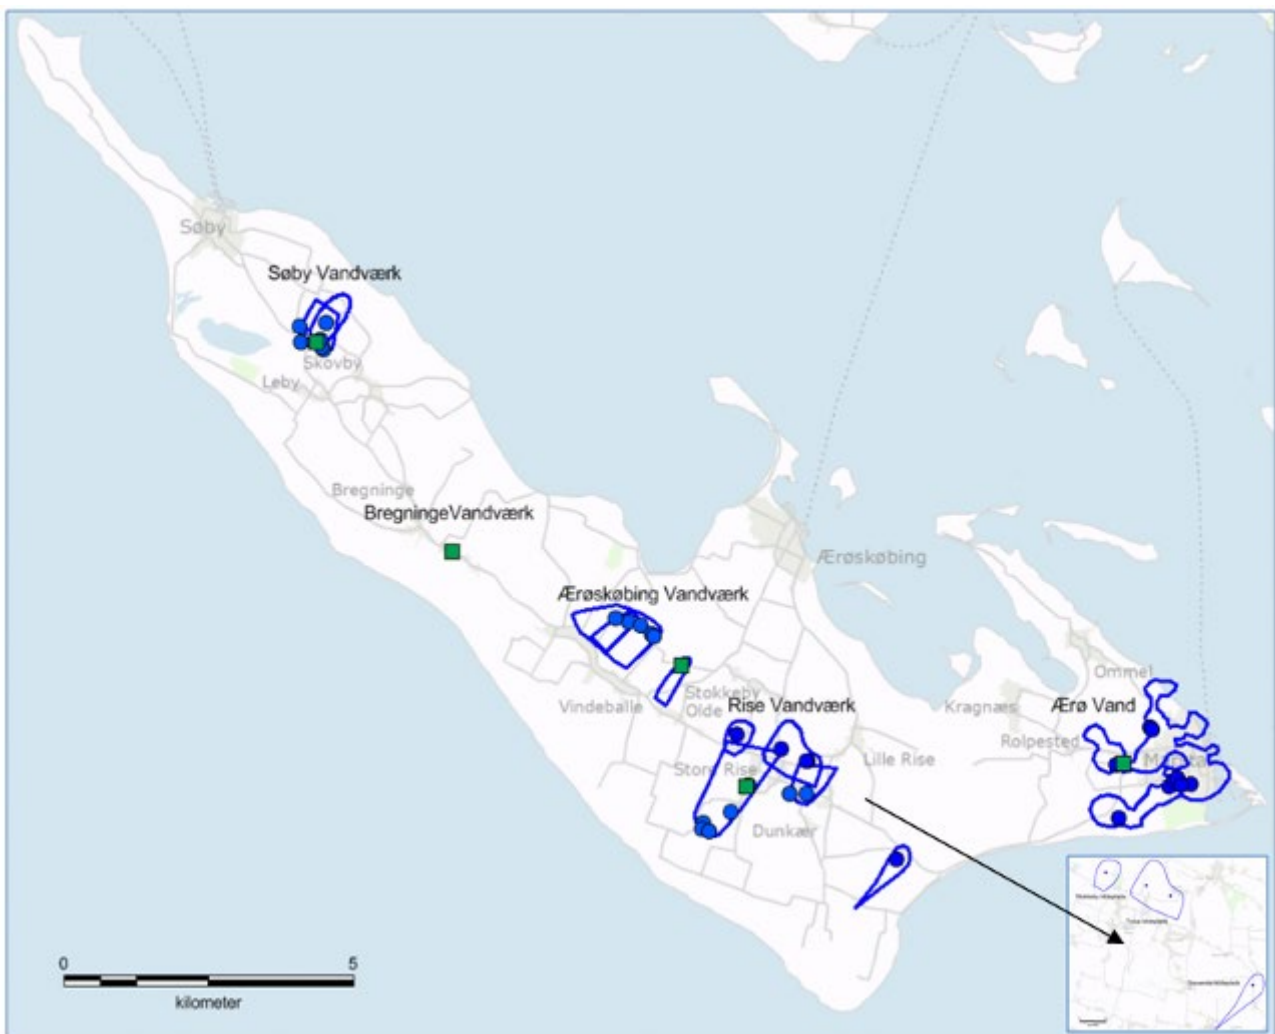 Søby
Søby Vandværk
Skovby
Leby
Bregninge
BregningeVandværk
Ærøskøbing
Ærøskøbing Vandværk
Vindeballe
Stokkeby
Olde
Rise Vandværk
Store Rise
Lille Rise
Dunkær
Kragnæs
Ommel
Ærø Vand
Rolpested
0 5
kilometer